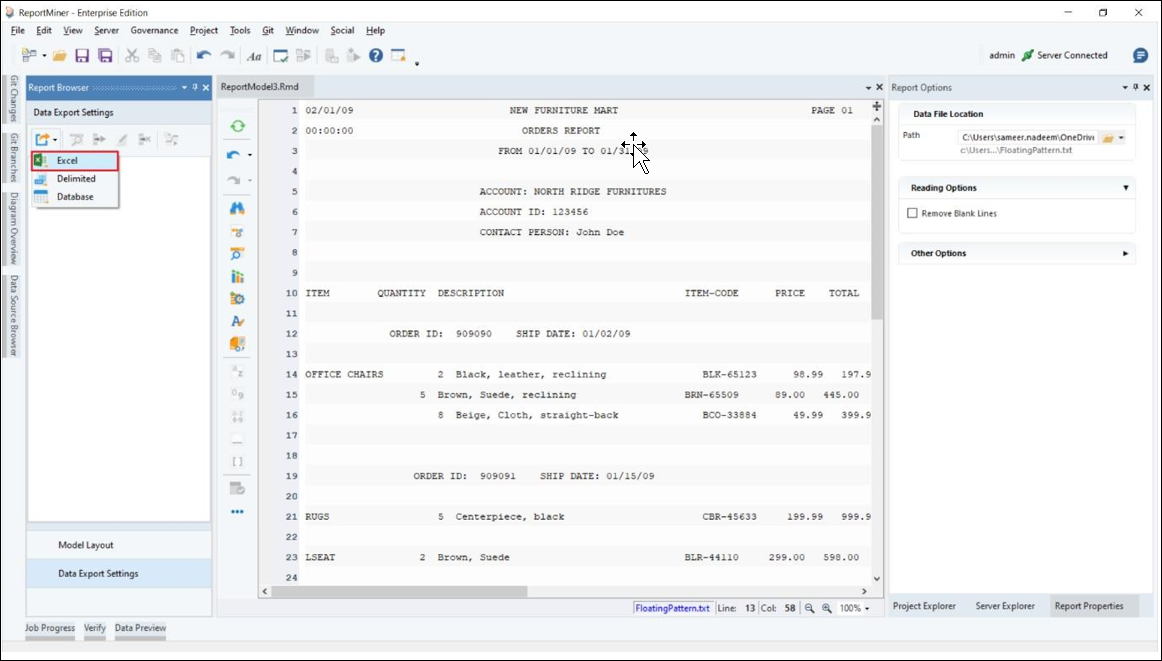 ReportMiner - Enterprise Edition
File Edit View Server Governance Project Tools Git Window Social Help
admin Server Connected
Git Changes
Git Branches
Diagram Overview
Data Source Browser
Report Browser
Data Export Settings
Excel
Delimited
Database
Model Layout
Data Export Settings
ReportModel3.Rmd
1 02/01/09 NEW FURNITURE MART PAGE 01
2 00:00:00 ORDERS REPORT
3 FROM 01/01/09 TO 01/31/09
4
5 ACCOUNT: NORTH RIDGE FURNITURES
6 ACCOUNT ID: 123456
7 CONTACT PERSON: John Doe
8
9
10 ITEM QUANTITY DESCRIPTION ITEM-CODE PRICE TOTAL
11
12 ORDER ID: 909090 SHIP DATE: 01/02/09
13
14 OFFICE CHAIRS 2 Black, leather, reclining BLK-65123 98.99 197.9
15 5 Brown, Suede, reclining BRN-65509 89.00 445.00
16 8 Beige, Cloth, straight-back BCO-33884 49.99 399.9
17
18
19 ORDER ID: 909091 SHIP DATE: 01/15/09
20
21 RUGS 5 Centerpiece, black CBR-45633 199.99 999.9
22
23 LSEAT 2 Brown, Suede BLR-44110 299.00 598.00
24
FloatingPattern.txt Line: 13 Col: 58 100%
Report Options
Data File Location
Path C:\Users\sameer.nadeem\OneDriv
c:\Users...\FloatingPattern.txt
Reading Options
Remove Blank Lines
Other Options
Project Explorer Server Explorer Report Properties
Job Progress Verify Data Preview